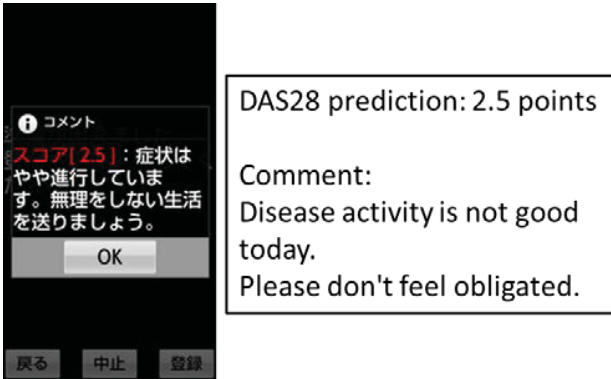 コメント
スコア[ 2.5 ]：症状は
やや進行していま
す。無理をしない生活
を送りましょう。
OK
戻る
中止
登録
DAS28 prediction: 2.5 points
Comment:
Disease activity is not good
today.
Please don't feel obligated.